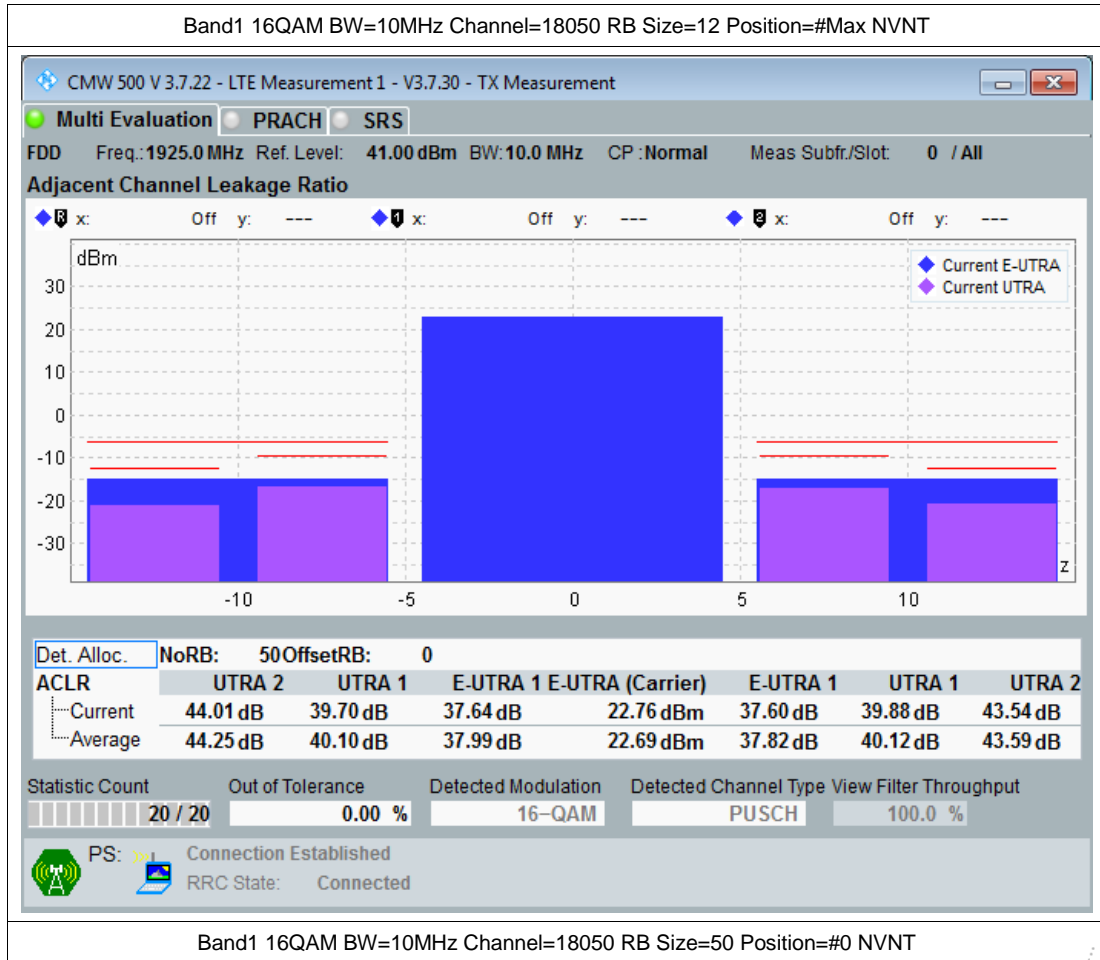 Band1 16QAM BW=10MHz Channel=18050 RB Size=12 Position=#Max NVNT
CMW 500 V 3.7.22 - LTE Measurement 1 - V3.7.30 - TX Measurement
Multi Evaluation PRACH SRS
FDD Freq.:1925.0 MHz Ref. Level: 41.00 dBm BW:10.0 MHz CP :Normal Meas Subfr./Slot: 0 / All
Adjacent Channel Leakage Ratio
R x: Off y: --- 1 x: Off y: --- 2 x: Off y: ---
dBm
Current E-UTRA
Current UTRA
30
20
10
0
-10
-20
-30
z
-10 -5 0 5 10
Det. Alloc. NoRB: 50 OffsetRB: 0
ACLR UTRA 2 UTRA 1 E-UTRA 1 E-UTRA (Carrier) E-UTRA 1 UTRA 1 UTRA 2
Current 44.01 dB 39.70 dB 37.64 dB 22.76 dBm 37.60 dB 39.88 dB 43.54 dB
Average 44.25 dB 40.10 dB 37.99 dB 22.69 dBm 37.82 dB 40.12 dB 43.59 dB
Statistic Count Out of Tolerance Detected Modulation Detected Channel Type View Filter Throughput
20 / 20 0.00 % 16-QAM PUSCH 100.0 %
PS: Connection Established
RRC State: Connected
Band1 16QAM BW=10MHz Channel=18050 RB Size=50 Position=#0 NVNT